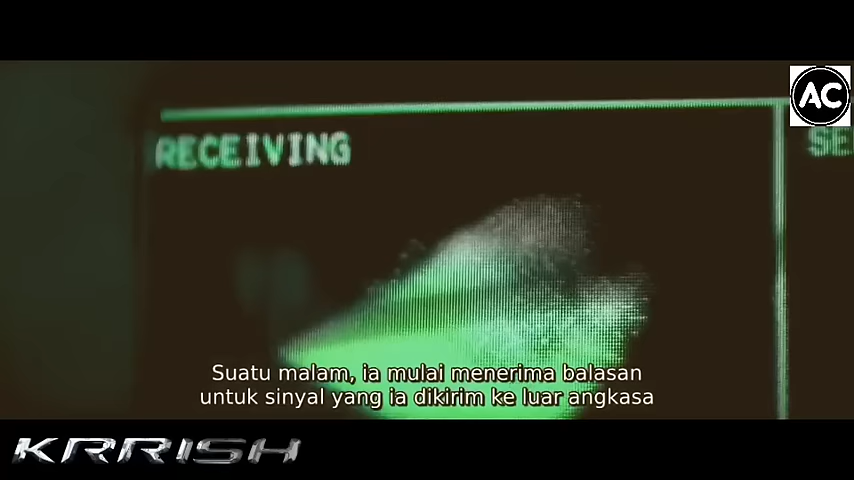 AC
RECEIVING
SE
Suatu malam, ia mulai menerima balasan
untuk sinyal yang ia dikirim ke luar angkasa
KRRISH